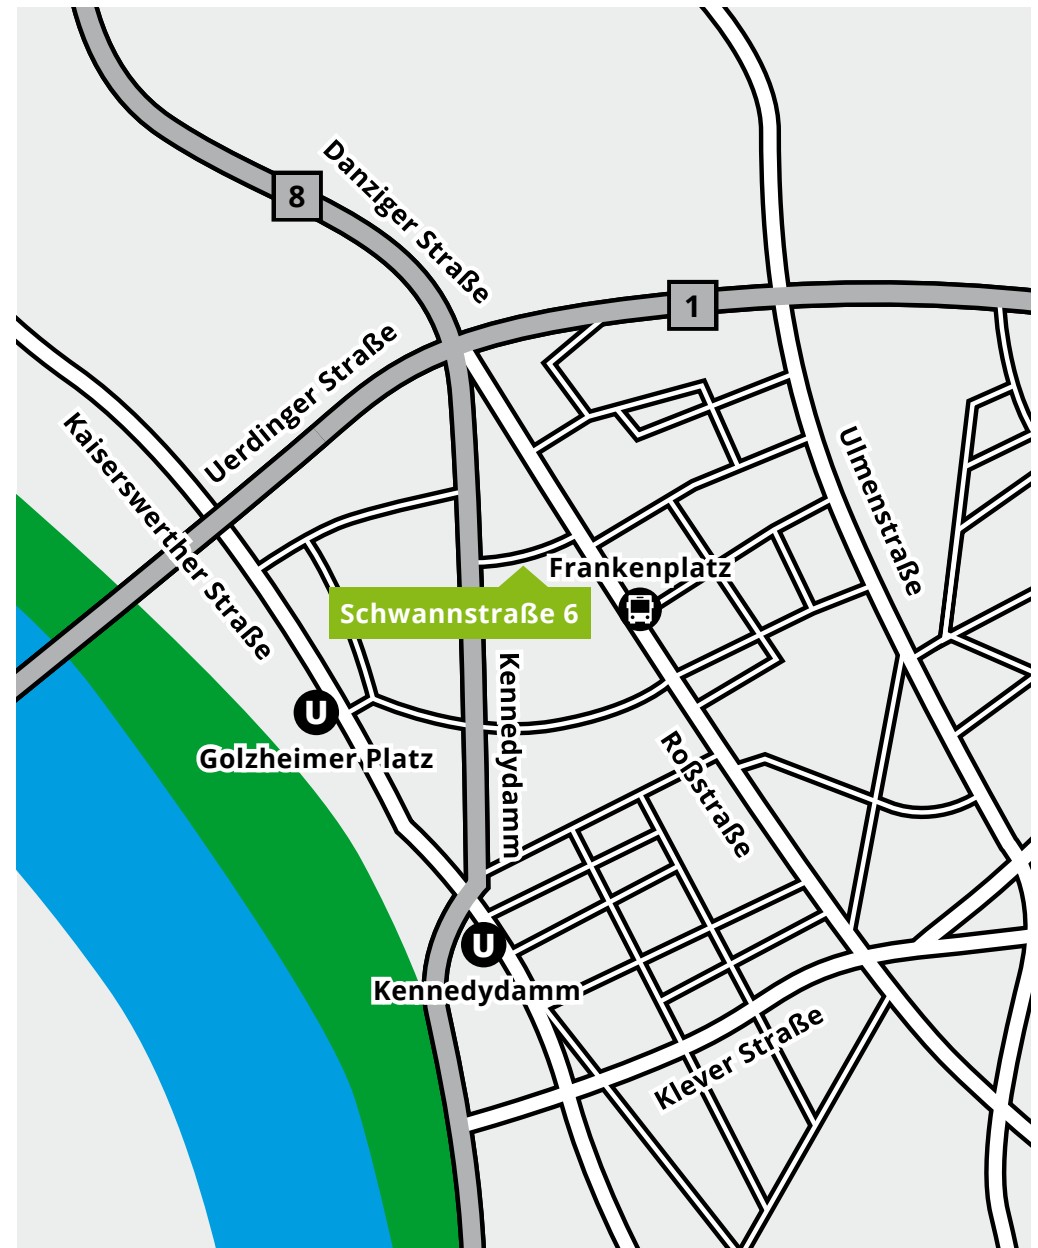 Danziger Straße
8
1
Uerdinger Straße
Kaiserswerther Straße
Ulmenstraße
Frankenplatz
Schwannstraße 6
Kennedydamm
U
Golzheimer Platz
Roßstraße
U
Kennedydamm
Klever Straße